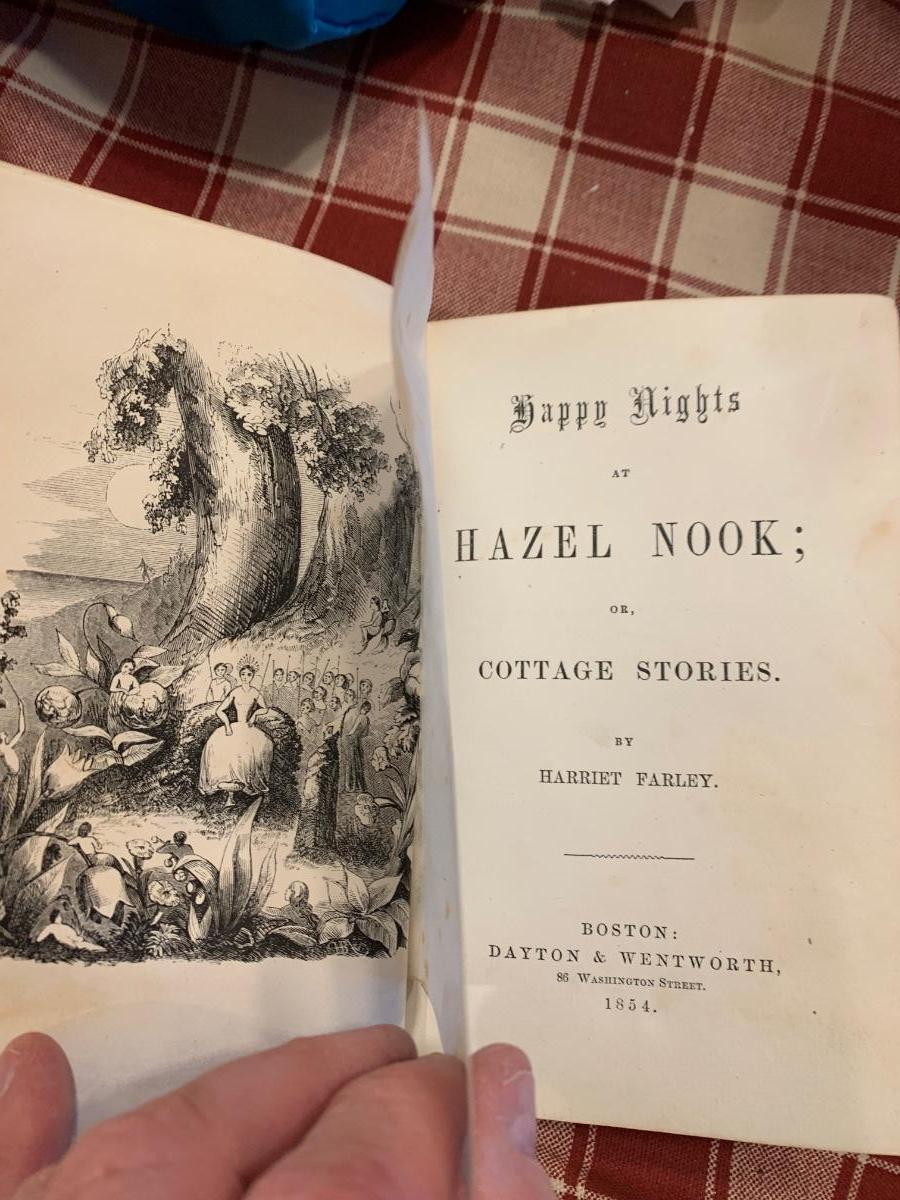 Happy Nights
AT
HAZEL NOOK;
OR,
COTTAGE STORIES.
BY
HARRIET FARLEY.
BOSTON:
DAYTON & WENTWORTH,
86 WASHINGTON STREET.
1854.